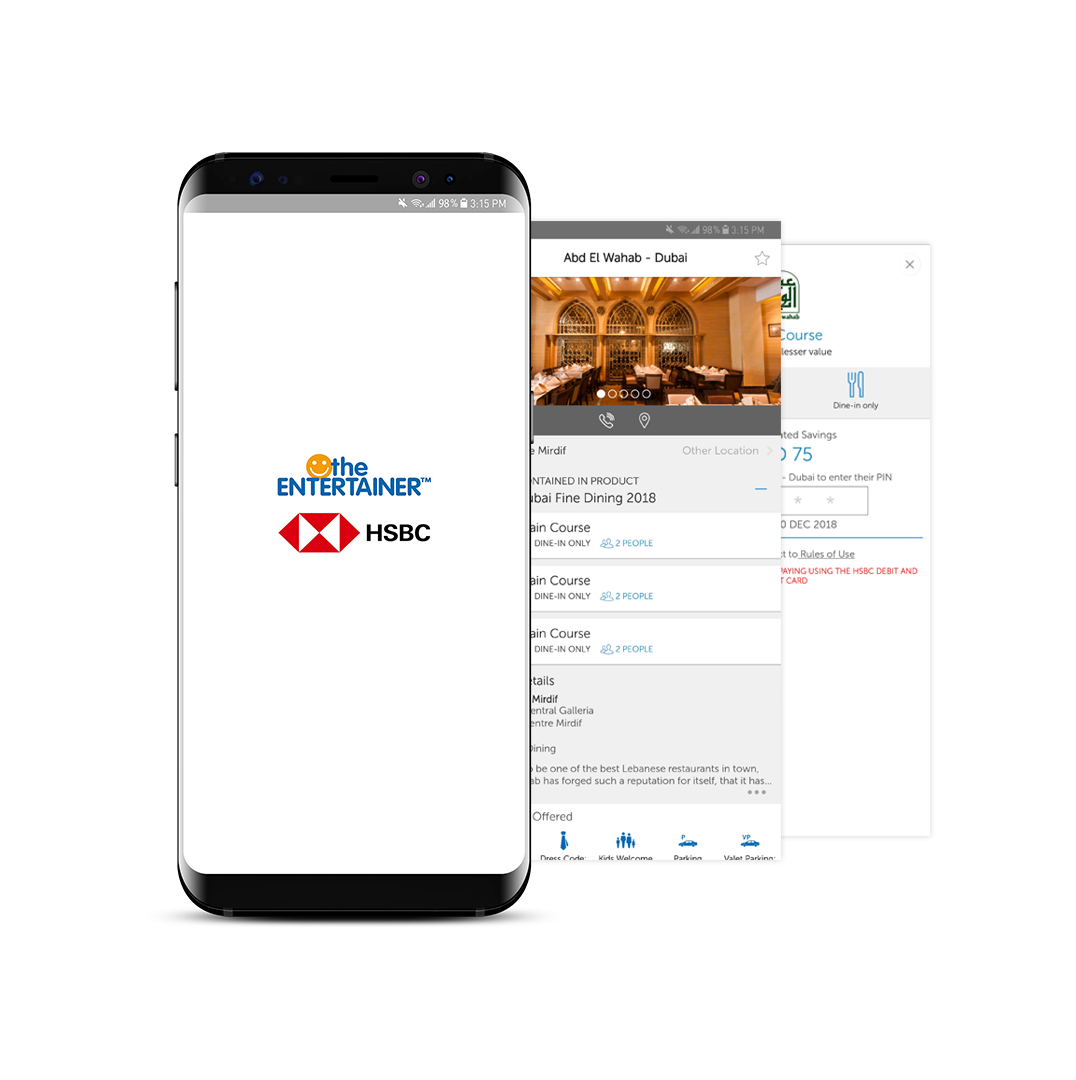 98% 3:15 PM
the
ENTERTAINER™
HSBC
98% 3:15 PM
Abd El Wahab - Dubai
Mirdif
Other Location
NTAINED IN PRODUCT
ubai Fine Dining 2018
ain Course
DINE-IN ONLY 2 PEOPLE
ain Course
DINE-IN ONLY 2 PEOPLE
ain Course
DINE-IN ONLY 2 PEOPLE
etails
Mirdif
entral Galleria
entre Mirdif
Dining
o be one of the best Lebanese restaurants in town,
ab has forged such a reputation for itself, that it has...
Offered
Dress Code: Kids Welcome Parking Valet Parking:
P VP
wahab
Course
lesser value
Dine-in only
ated Savings
75
- Dubai to enter their PIN
* *
0 DEC 2018
ct to Rules of Use
PAYING USING THE HSBC DEBIT AND
T CARD